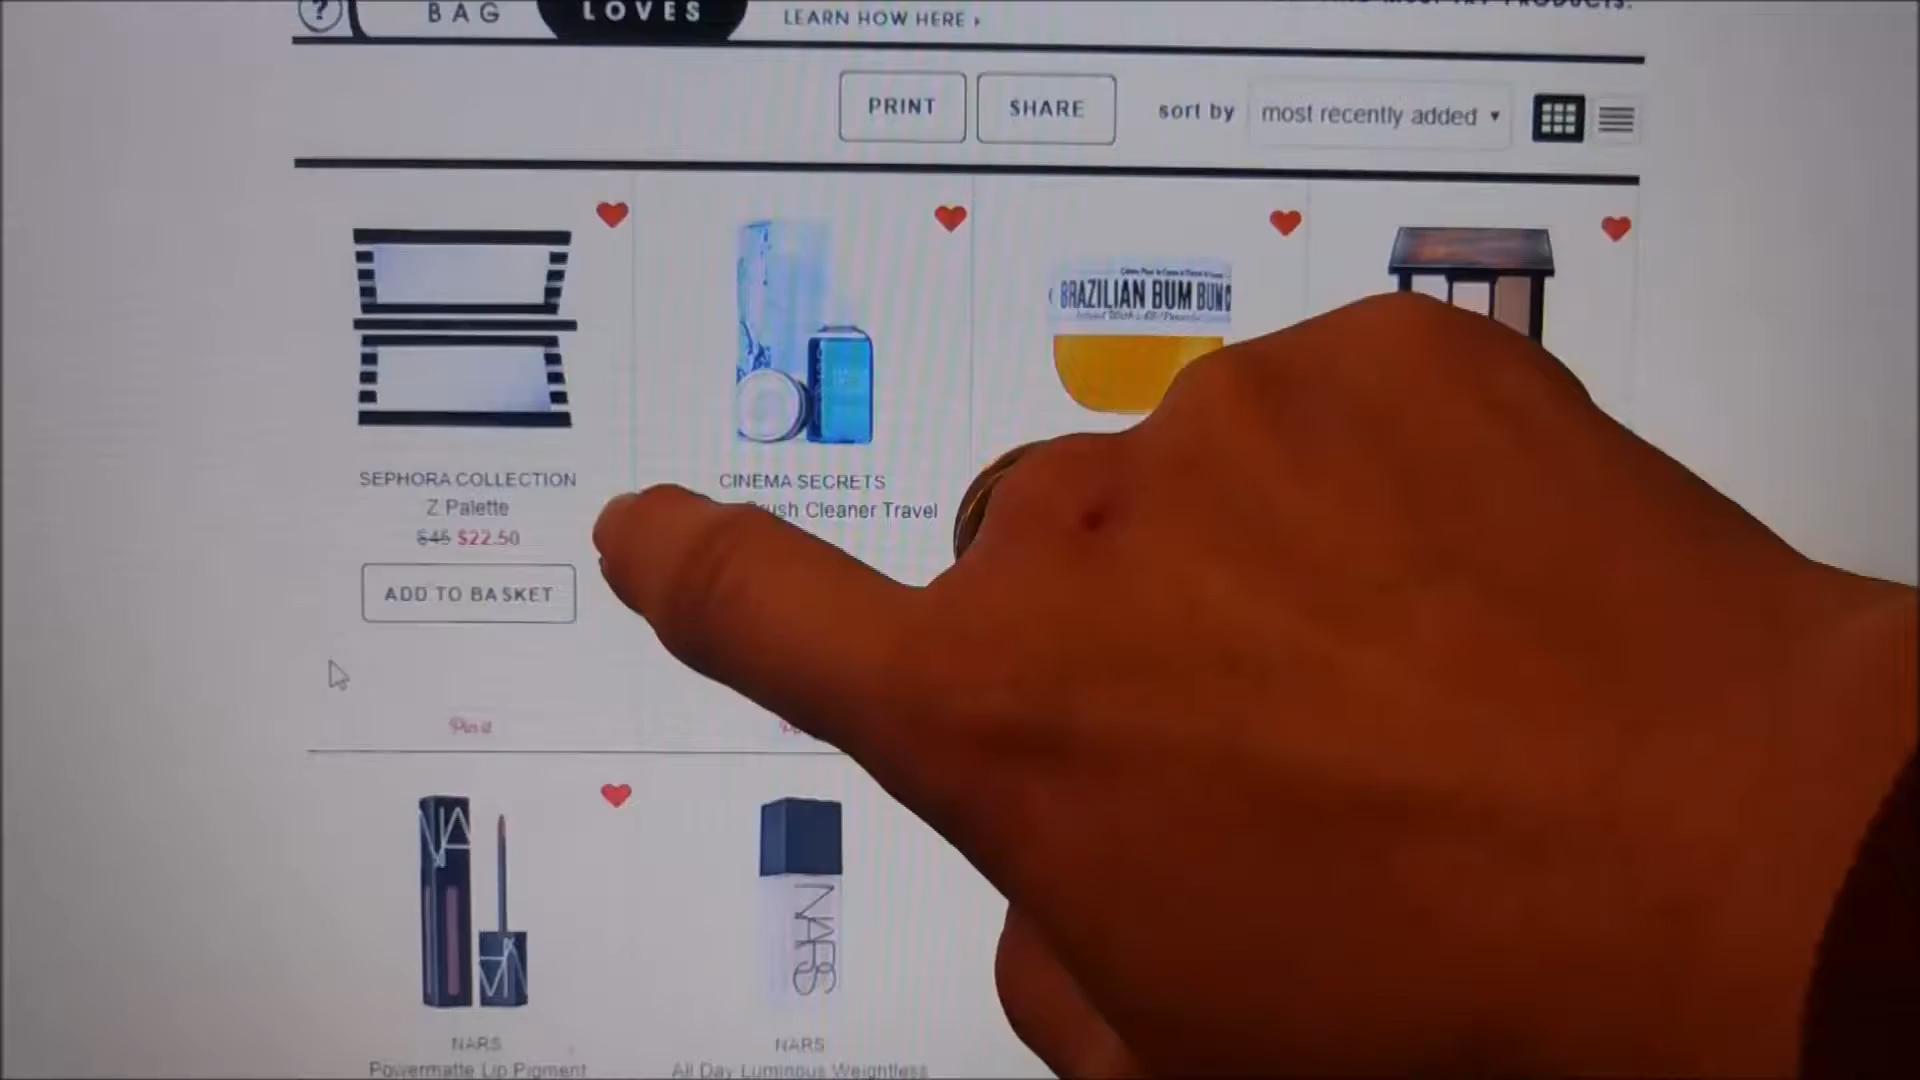 ?
BAG
LOVES
LEARN HOW HERE
PRODUCTS.
PRINT
SHARE
sort by
most recently added
BRAZILIAN BUM BUM
SEPHORA COLLECTION
Z Palette
$45 $22.50
ADD TO BASKET
CINEMA SECRETS
Brush Cleaner Travel
Pin it
NARS
NARS
Powermatte Lip Pigment
NARS
All Day Luminous Weightless